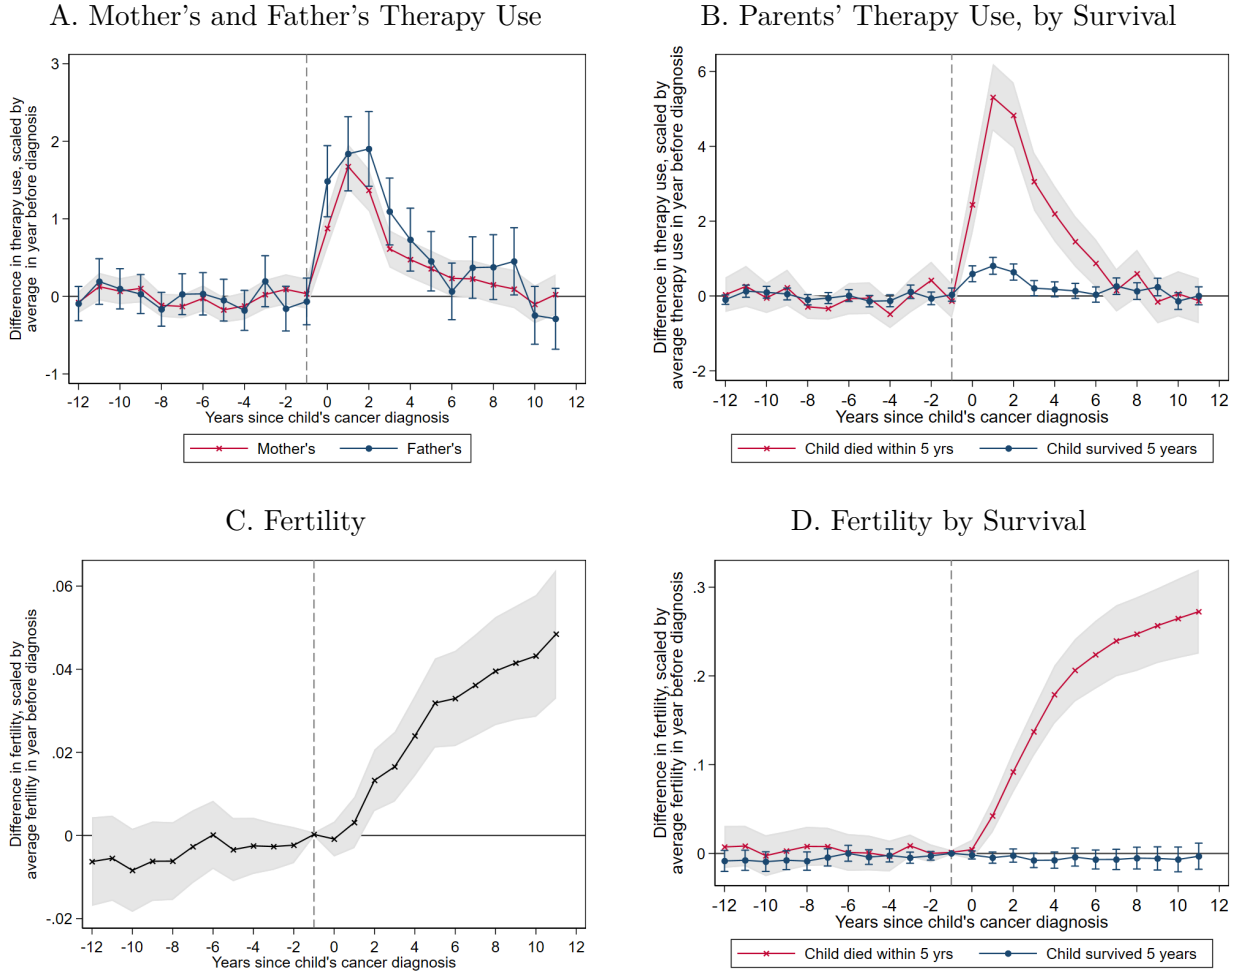 A. Mother's and Father's Therapy Use
Difference in therapy use, scaled by
average therapy use in year before diagnosis
3
2
1
0
-1
-12 -10 -8 -6 -4 -2 0 2 4 6 8 10 12
Years since child's cancer diagnosis
Mother's Father's
B. Parents' Therapy Use, by Survival
Difference in therapy use, scaled by
average therapy use in year before diagnosis
6
4
2
0
-2
-12 -10 -8 -6 -4 -2 0 2 4 6 8 10 12
Years since child's cancer diagnosis
Child died within 5 yrs Child survived 5 years
C. Fertility
Difference in fertility, scaled by
average fertility in year before diagnosis
.06
.04
.02
0
-.02
-12 -10 -8 -6 -4 -2 0 2 4 6 8 10 12
Years since child's cancer diagnosis
D. Fertility by Survival
Difference in fertility, scaled by
average fertility in year before diagnosis
.3
.2
.1
0
-12 -10 -8 -6 -4 -2 0 2 4 6 8 10 12
Years since child's cancer diagnosis
Child died within 5 yrs Child survived 5 years